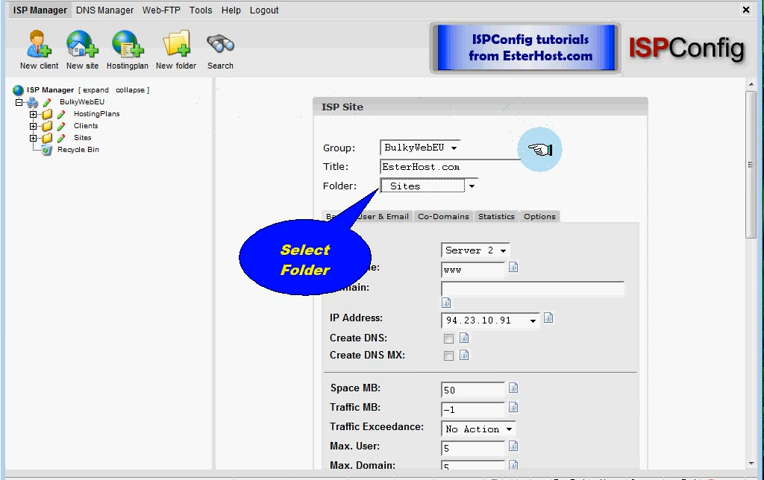 ISP Manager DNS Manager Web-FTP Tools Help Logout
New client New site Hostingplan New folder Search
ISPConfig tutorials
from EsterHost.com
ISPConfig
ISP Manager [ expand collapse ]
BulkyWebEU
HostingPlans
Clients
Sites
Recycle Bin
ISP Site
Group: BulkyWebEU
Title: EsterHost.com
Folder: Sites
User & Email Co-Domains Statistics Options
Select
Folder
Server 2
www
IP Address: 94.23.10.91
Create DNS:
Create DNS MX:
Space MB: 50
Traffic MB: -1
Traffic Exceedance: No Action
Max. User: 5
Max. Domain: 5